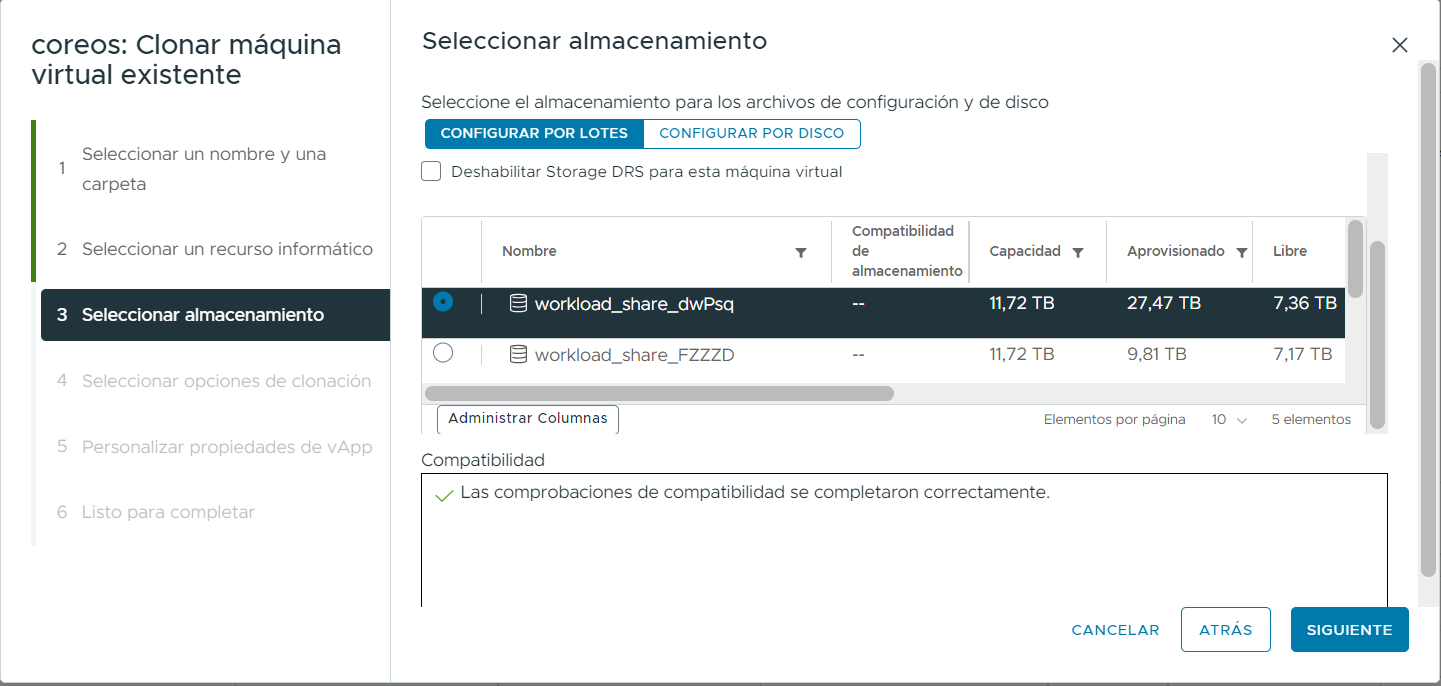 coreos: Clonar máquina
virtual existente
1 Seleccionar un nombre y una
carpeta
2 Seleccionar un recurso informático
3 Seleccionar almacenamiento
4 Seleccionar opciones de clonación
5 Personalizar propiedades de vApp
6 Listo para completar
Seleccionar almacenamiento
Seleccione el almacenamiento para los archivos de configuración y de disco
CONFIGURAR POR LOTES CONFIGURAR POR DISCO
Deshabilitar Storage DRS para esta máquina virtual
Nombre Compatibilidad
de
almacenamiento Capacidad Aprovisionado Libre
workload_share_dwPsq -- 11,72 TB 27,47 TB 7,36 TB
workload_share_FZZZD -- 11,72 TB 9,81 TB 7,17 TB
Administrar Columnas Elementos por página 10 5 elementos
Compatibilidad
Las comprobaciones de compatibilidad se completaron correctamente.
CANCELAR ATRÁS SIGUIENTE